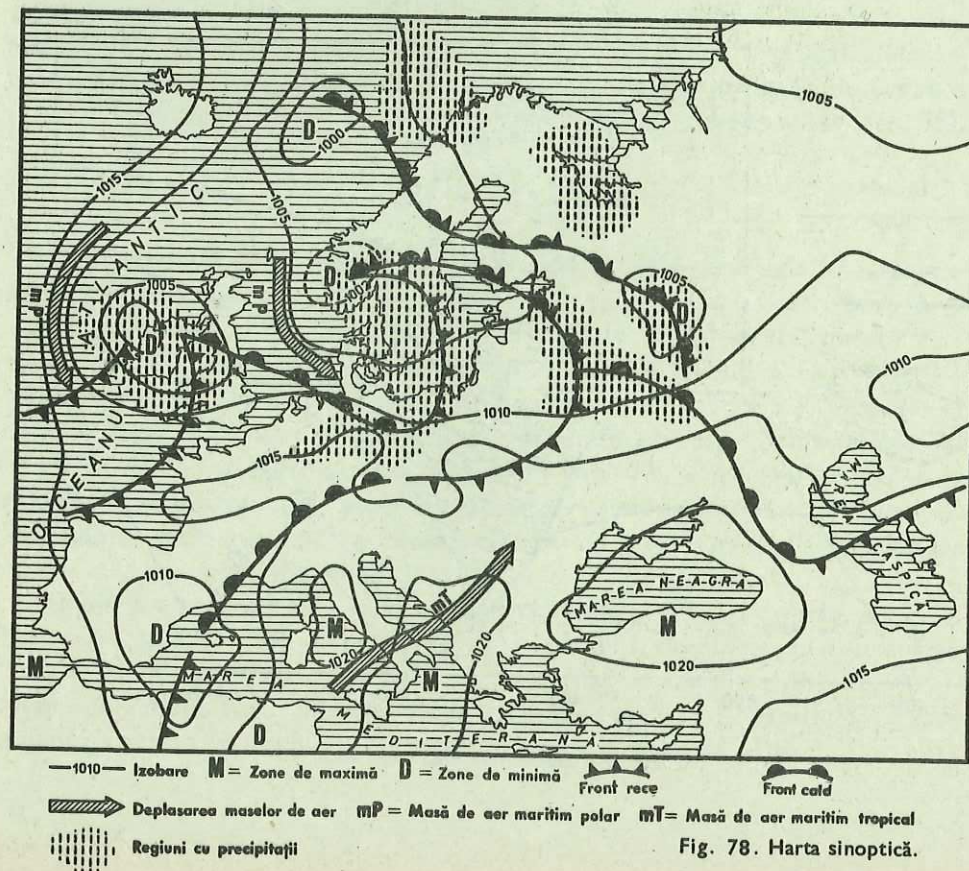 1005
1015
D
1000
1005
OCEANUL ATLANTIC
mP
1005
D
mP
D
1005
D
1010
1010
1015
MAREA CASPICĂ
1010
D
M
M
1020
mT
M
1020
MAREA NEAGRĂ
M
1020
1015
D
MAREA MEDITERANĂ
—1010— Izobare M = Zone de maximă D = Zone de minimă Front rece Front cald
Deplasarea maselor de aer mP = Masă de aer maritim polar mT = Masă de aer maritim tropical
Regiuni cu precipitații
Fig. 78. Harta sinoptică.